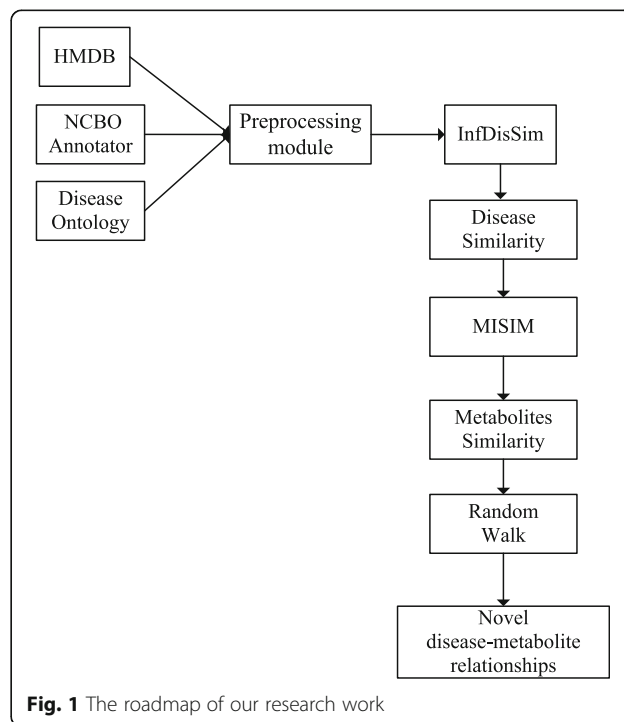 HMDB
NCBO
Annotator
Disease
Ontology
Preprocessing
module
InfDisSim
Disease
Similarity
MISIM
Metabolites
Similarity
Random
Walk
Novel
disease-metabolite
relationships
Fig. 1 The roadmap of our research work